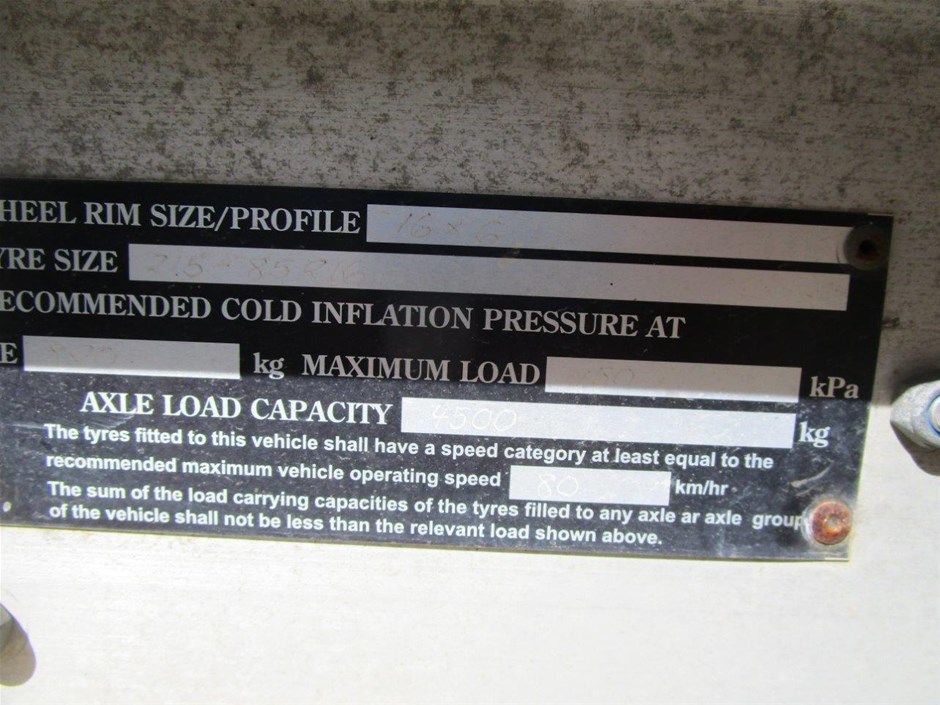 HEEL RIM SIZE/PROFILE 16 x 6
YRE SIZE 215-85R16
ECOMMENDED COLD INFLATION PRESSURE AT
E kg MAXIMUM LOAD kPa
AXLE LOAD CAPACITY 4500 kg
The tyres fitted to this vehicle shall have a speed category at least equal to the
recommended maximum vehicle operating speed 80 km/hr.
The sum of the load carrying capacities of the tyres filled to any axle ar axle group
of the vehicle shall not be less than the relevant load shown above.